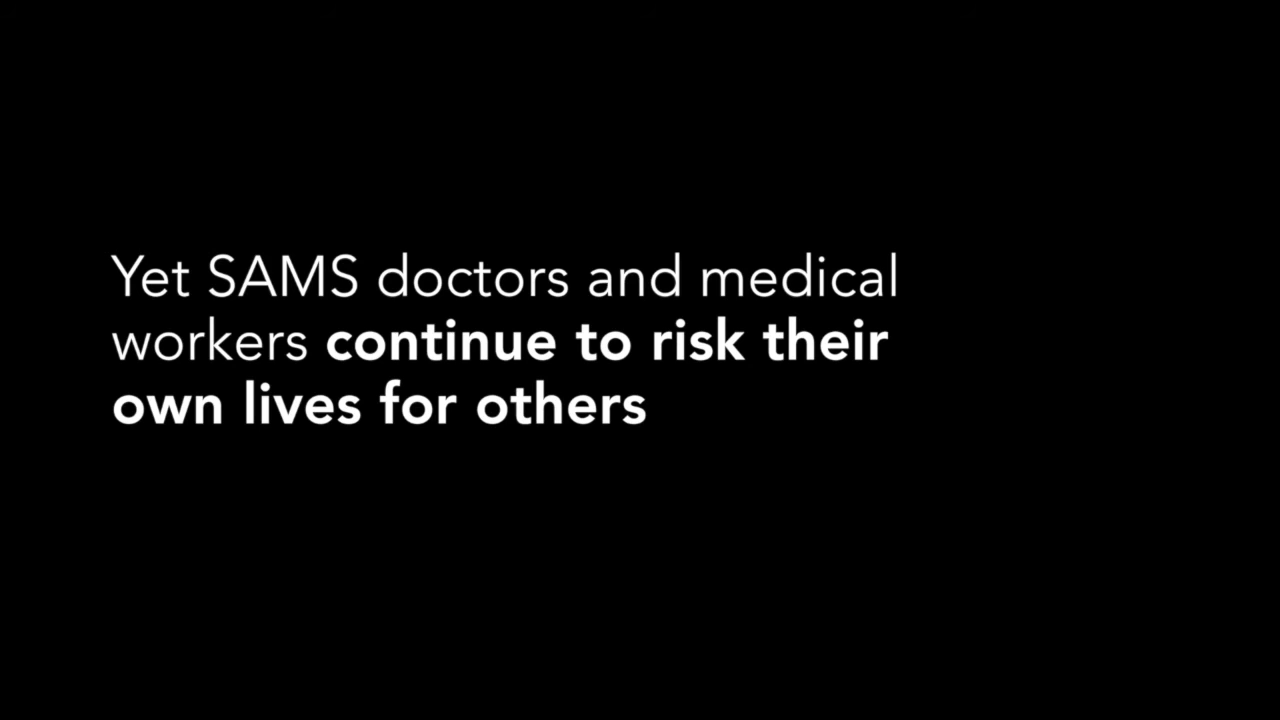 Yet SAMS doctors and medical
workers continue to risk their
own lives for others